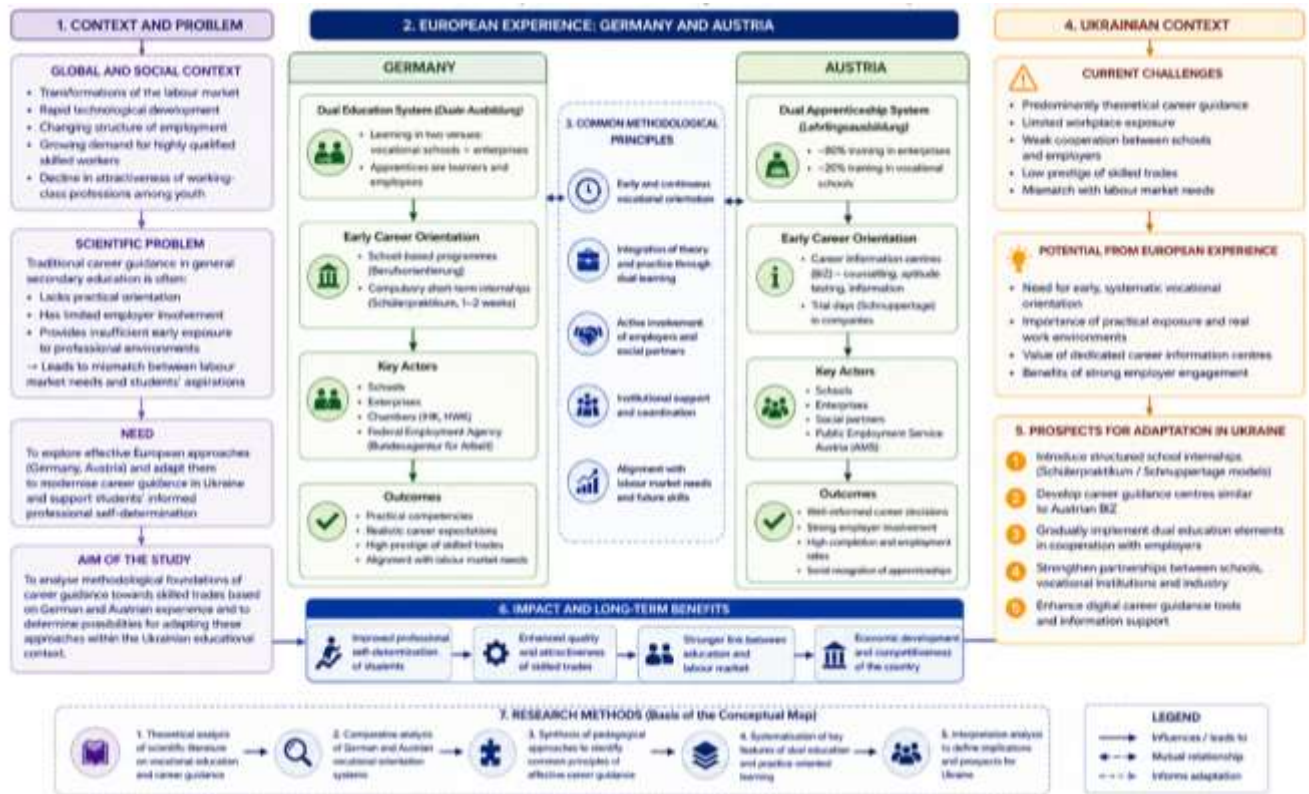 1. CONTEXT AND PROBLEM
GLOBAL AND SOCIAL CONTEXT
• Transformations of the labour market
• Rapid technological development
• Changing structure of employment
• Growing demand for highly qualified
skilled workers
• Decline in attractiveness of working-
class professions among youth
SCIENTIFIC PROBLEM
Traditional career guidance in general
secondary education is often:
• Lacks practical orientation
• Has limited employer involvement
• Provides insufficient early exposure
to professional environments
→ Leads to mismatch between labour
market needs and students' aspirations
NEED
To explore effective European approaches
(Germany, Austria) and adapt them
to modernise career guidance in Ukraine
and support students' informed
professional self-determination
AIM OF THE STUDY
To analyse methodological foundations of
career guidance towards skilled trades based
on German and Austrian experience and to
determine possibilities for adapting these
approaches within the Ukrainian educational
context.
2. EUROPEAN EXPERIENCE: GERMANY AND AUSTRIA
GERMANY
Dual Education System (Duale Ausbildung)
• Learning in two venues:
vocational schools + enterprises
• Apprentices are learners and
employees
Early Career Orientation
• School-based programmes
(Berufsorientierung)
• Compulsory short-term internships
(Schülerpraktikum, 1–2 weeks)
Key Actors
• Schools
• Enterprises
• Chambers (IHK, HWK)
• Federal Employment Agency
(Bundesagentur für Arbeit)
Outcomes
• Practical competencies
• Realistic career expectations
• High prestige of skilled trades
• Alignment with labour market needs
3. COMMON METHODOLOGICAL
PRINCIPLES
Early and continuous
vocational orientation
Integration of theory
and practice through
dual learning
Active involvement
of employers and
social partners
Institutional support
and coordination
Alignment with
labour market needs
and future skills
AUSTRIA
Dual Apprenticeship System
(Lehrlingsausbildung)
• ~80% training in enterprises
• ~20% training in vocational
schools
Early Career Orientation
• Career information centres
(BIZ) – counselling, aptitude
testing, information
• Trial days (Schnuppertage)
in companies
Key Actors
• Schools
• Enterprises
• Social partners
• Public Employment Service
Austria (AMS)
Outcomes
• Well-informed career decisions
• Strong employer involvement
• High completion and employment
rates
• Social recognition of apprenticeships
4. UKRAINIAN CONTEXT
CURRENT CHALLENGES
• Predominently theoretical career guidance
• Limited workplace exposure
• Weak cooperation between schools
and employers
• Low prestige of skilled trades
• Mismatch with labour market needs
POTENTIAL FROM EUROPEAN EXPERIENCE
• Need for early, systematic vocational
orientation
• Importance of practical exposure and real
work environments
• Value of dedicated career information centres
• Benefits of strong employer engagement
5. PROSPECTS FOR ADAPTATION IN UKRAINE
1 Introduce structured school internships
(Schülerpraktikum / Schnuppertage models)
2 Develop career guidance centres similar
to Austrian BIZ
3 Gradually implement dual education elements
in cooperation with employers
4 Strengthen partnerships between schools,
vocational institutions and industry
5 Enhance digital career guidance tools
and information support
6. IMPACT AND LONG-TERM BENEFITS
Improved professional
self-determination
of students
Enhanced quality
and attractiveness
of skilled trades
Stronger link between
education and
labour market
Economic development
and competitiveness
of the country
7. RESEARCH METHODS (Basis of the Conceptual Map)
1. Theoretical analysis
of scientific literature
on vocational education
and career guidance
2. Comparative analysis
of German and Austrian
vocational orientation
systems
3. Synthesis of pedagogical
approaches to identify
common principles of
effective career guidance
4. Systematisation of key
features of dual education
and practice oriented
learning
5. Interpretation analysis
to define implications
and prospects for
Ukraine
LEGEND
Influences / leads to
Mutual relationship
Informs adaptation